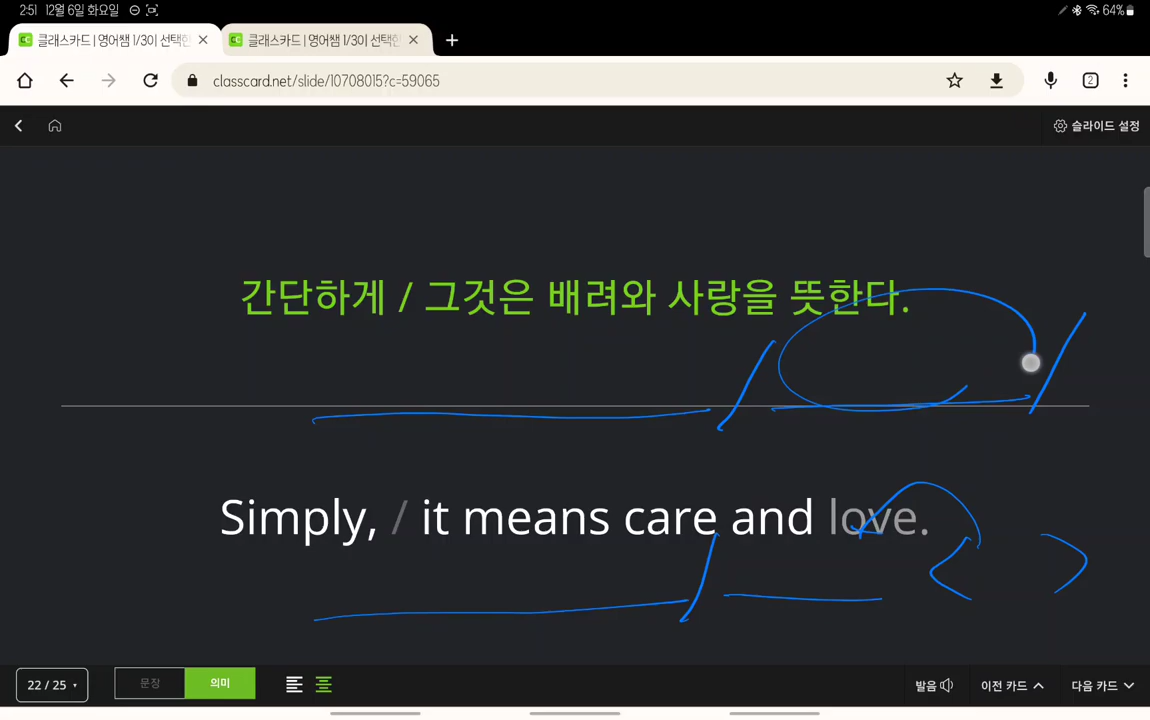 2:51 12월 6일 화요일 64%
클래스카드 | 영어쌤 1/30이 선택한
클래스카드 | 영어쌤 1/30이 선택한
classcard.net/slide/10708015?c=59065 2
슬라이드 설정
간단하게 / 그것은 배려와 사랑을 뜻한다.
Simply, / it means care and love.
22 / 25 문장 의미 발음 이전 카드 다음 카드